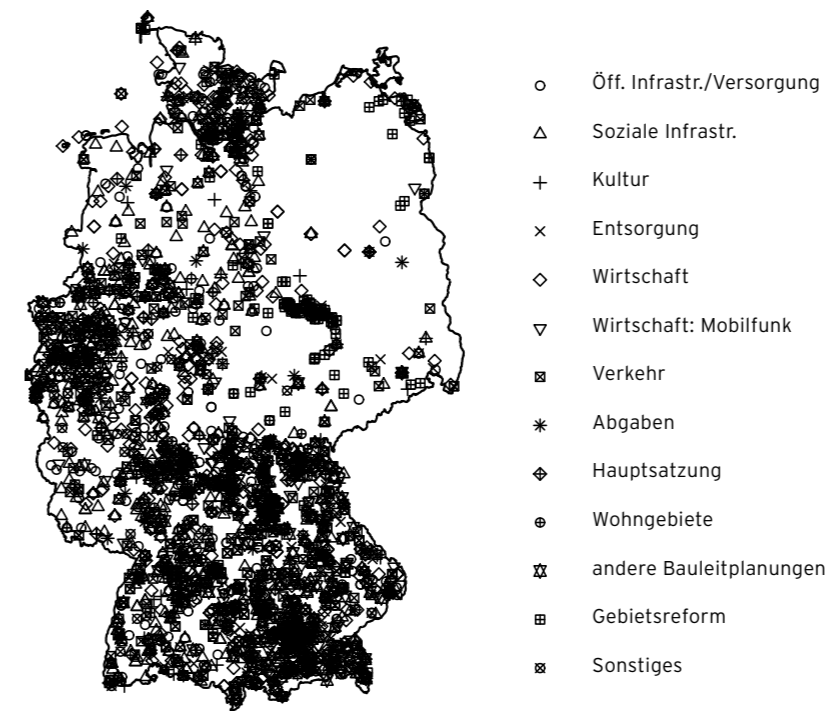 Öff. Infrastr./Versorgung
Soziale Infrastr.
Kultur
Entsorgung
Wirtschaft
Wirtschaft: Mobilfunk
Verkehr
Abgaben
Hauptsatzung
Wohngebiete
andere Bauleitplanungen
Gebietsreform
Sonstiges